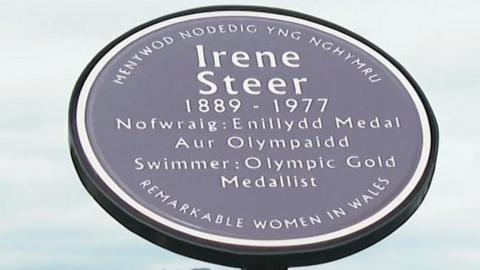 MENYWOD NODEDIG YNG NGHYMRU
Irene
Steer
1889 - 1977
Nofwraig: Enillydd Medal
Aur Olympaidd
Swimmer: Olympic Gold
Medallist
REMARKABLE WOMEN IN WALES